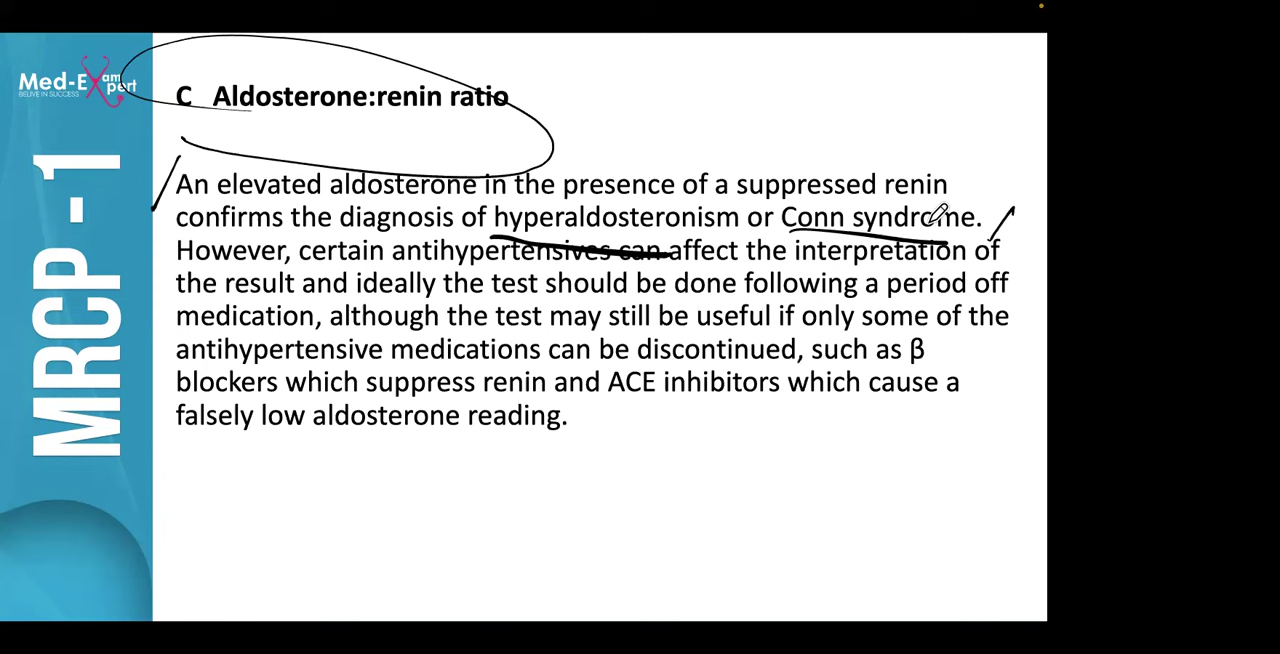 Med-Exam Expert
BELIVE IN SUCCESS
MRCP - 1
C Aldosterone:renin ratio
An elevated aldosterone in the presence of a suppressed renin
confirms the diagnosis of hyperaldosteronism or Conn syndrome.
However, certain antihypertensives can affect the interpretation of
the result and ideally the test should be done following a period off
medication, although the test may still be useful if only some of the
antihypertensive medications can be discontinued, such as β
blockers which suppress renin and ACE inhibitors which cause a
falsely low aldosterone reading.